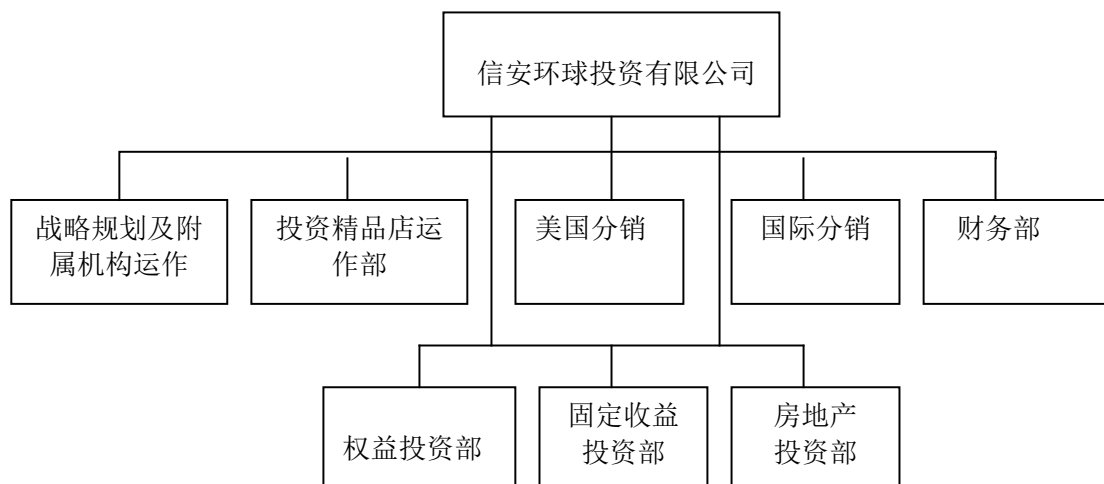 信安环球投资有限公司
战略规划及附
属机构运作
投资精品店运
作部
美国分销
国际分销
财务部
权益投资部
固定收益
投资部
房地产
投资部